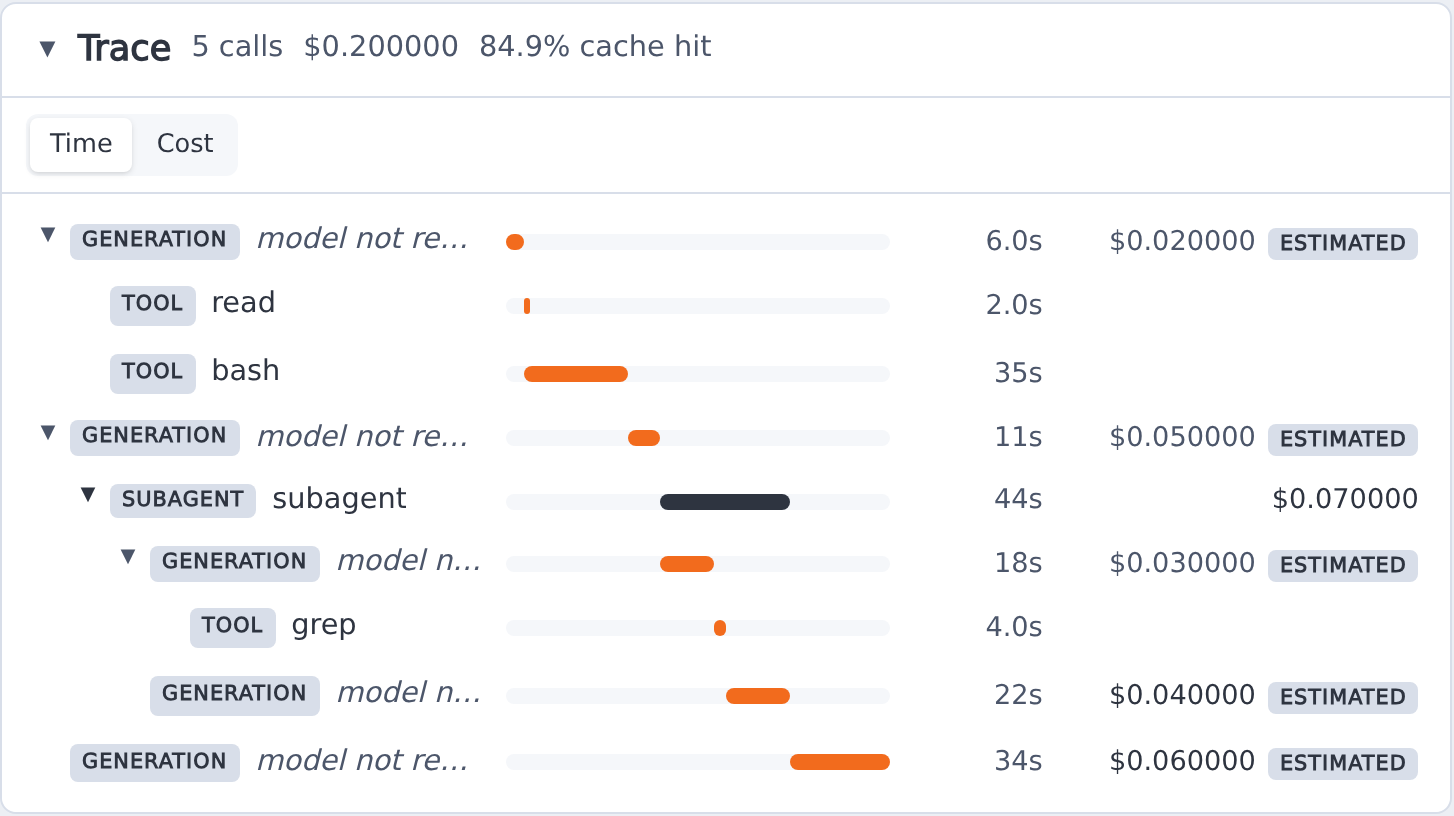 ▼ Trace 5 calls $0.200000 84.9% cache hit
Time Cost
▼ GENERATION model not re… 6.0s $0.020000 ESTIMATED
TOOL read 2.0s
TOOL bash 35s
▼ GENERATION model not re… 11s $0.050000 ESTIMATED
▼ SUBAGENT subagent 44s $0.070000
▼ GENERATION model n… 18s $0.030000 ESTIMATED
TOOL grep 4.0s
GENERATION model n… 22s $0.040000 ESTIMATED
GENERATION model not re… 34s $0.060000 ESTIMATED